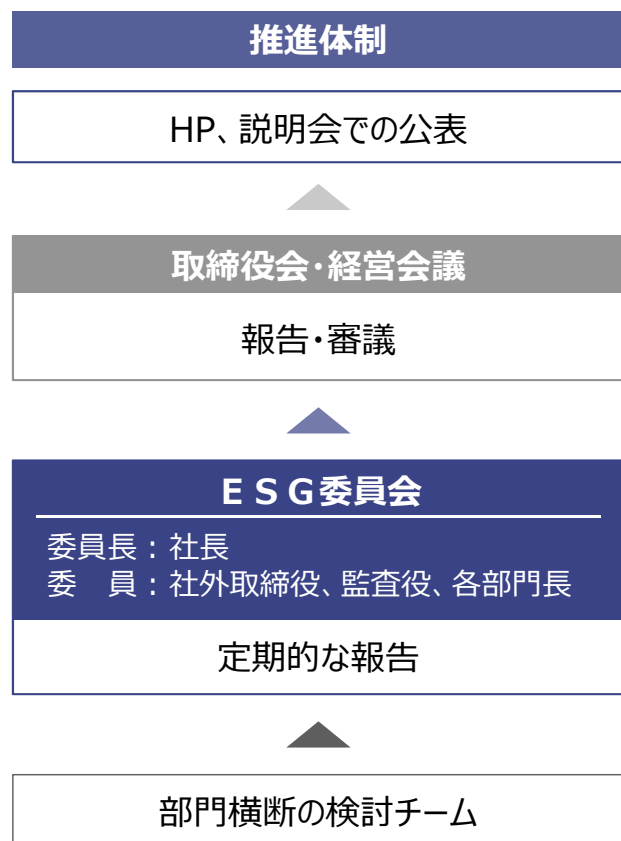 推進体制
HP、説明会での公表
取締役会・経営会議
報告・審議
ＥＳＧ委員会
委員長：社長
委　員：社外取締役、監査役、各部門長
定期的な報告
部門横断の検討チーム